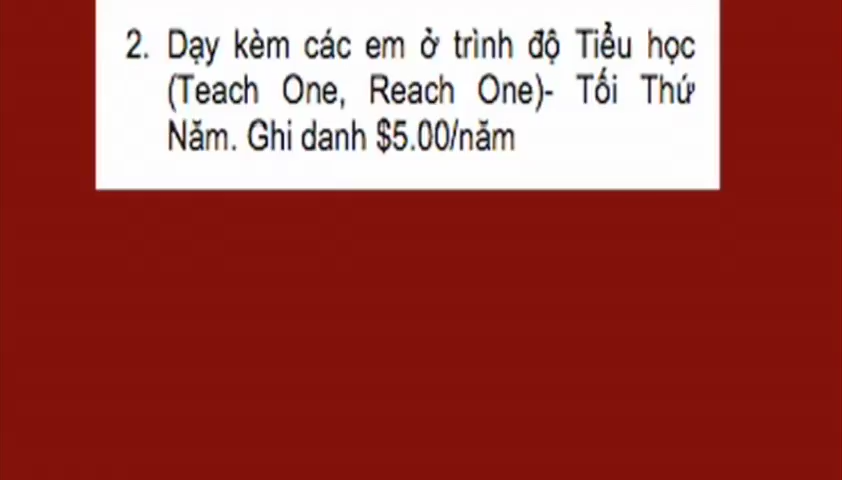 2. Dạy kèm các em ở trình độ Tiểu học
(Teach One, Reach One)- Tối Thứ
Năm. Ghi danh $5.00/năm